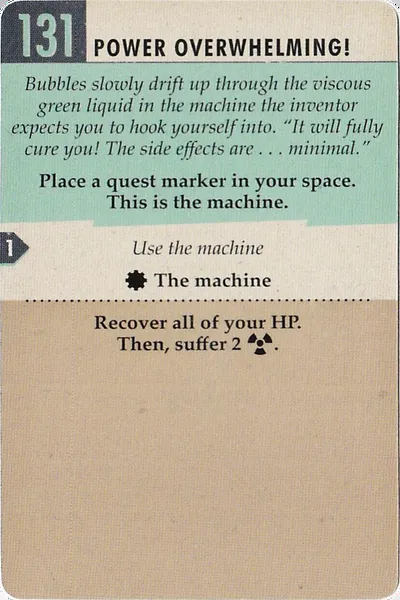 131 POWER OVERWHELMING!
Bubbles slowly drift up through the viscous
green liquid in the machine the inventor
expects you to hook yourself into. “It will fully
cure you! The side effects are . . . minimal.”
Place a quest marker in your space.
This is the machine.
1
Use the machine
The machine
Recover all of your HP.
Then, suffer 2 .